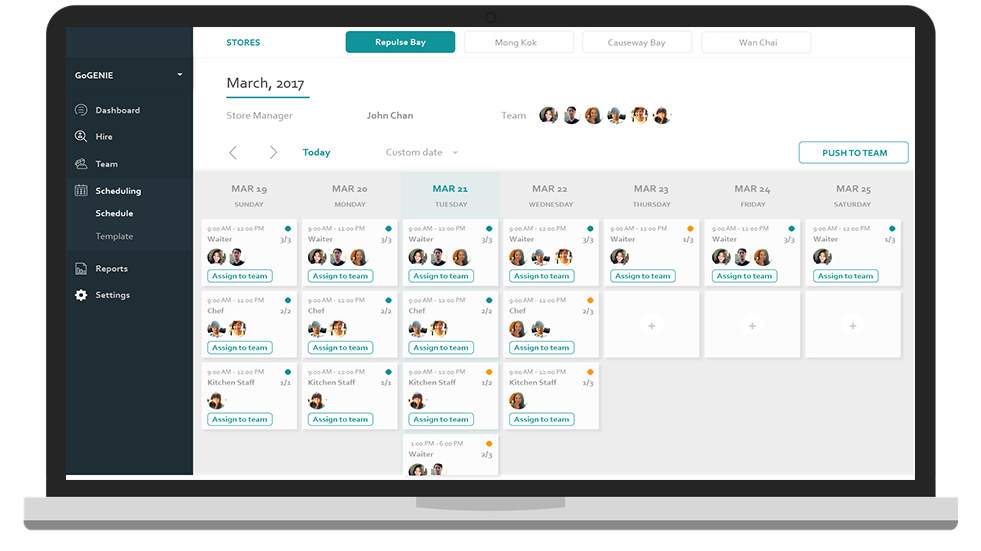 STORES
Repulse Bay
Mong Kok
Causeway Bay
Wan Chai
GoGENIE
Dashboard
Hire
Team
Scheduling
Schedule
Template
Reports
Settings
March, 2017
Store Manager
John Chan
Team
Today
Custom date
PUSH TO TEAM
MAR 19 MAR 20 MAR 21 MAR 22 MAR 23 MAR 24 MAR 25
SUNDAY MONDAY TUESDAY WEDNESDAY THURSDAY FRIDAY SATURDAY
9:00 AM - 12:00 PM 9:00 AM - 12:00 PM 9:00 AM - 12:00 PM 9:00 AM - 12:00 PM 9:00 AM - 12:00 PM 9:00 AM - 12:00 PM 9:00 AM - 12:00 PM
Waiter 3/3 Waiter 3/3 Waiter 3/3 Waiter 3/3 Waiter 1/3 Waiter 3/3 Waiter 1/3
Assign to team Assign to team Assign to team Assign to team Assign to team Assign to team Assign to team
9:00 AM - 12:00 PM 9:00 AM - 12:00 PM 9:00 AM - 12:00 PM 9:00 AM - 12:00 PM
Chef 2/2 Chef 2/2 Chef 2/2 Chef 2/3
+ + +
Assign to team Assign to team Assign to team Assign to team
9:00 AM - 12:00 PM 9:00 AM - 12:00 PM 9:00 AM - 12:00 PM 9:00 AM - 12:00 PM
Kitchen Staff 1/1 Kitchen Staff 1/1 Kitchen Staff 1/2 Kitchen Staff 1/3
Assign to team Assign to team Assign to team Assign to team
1:00 PM - 6:00 PM
Waiter 2/3